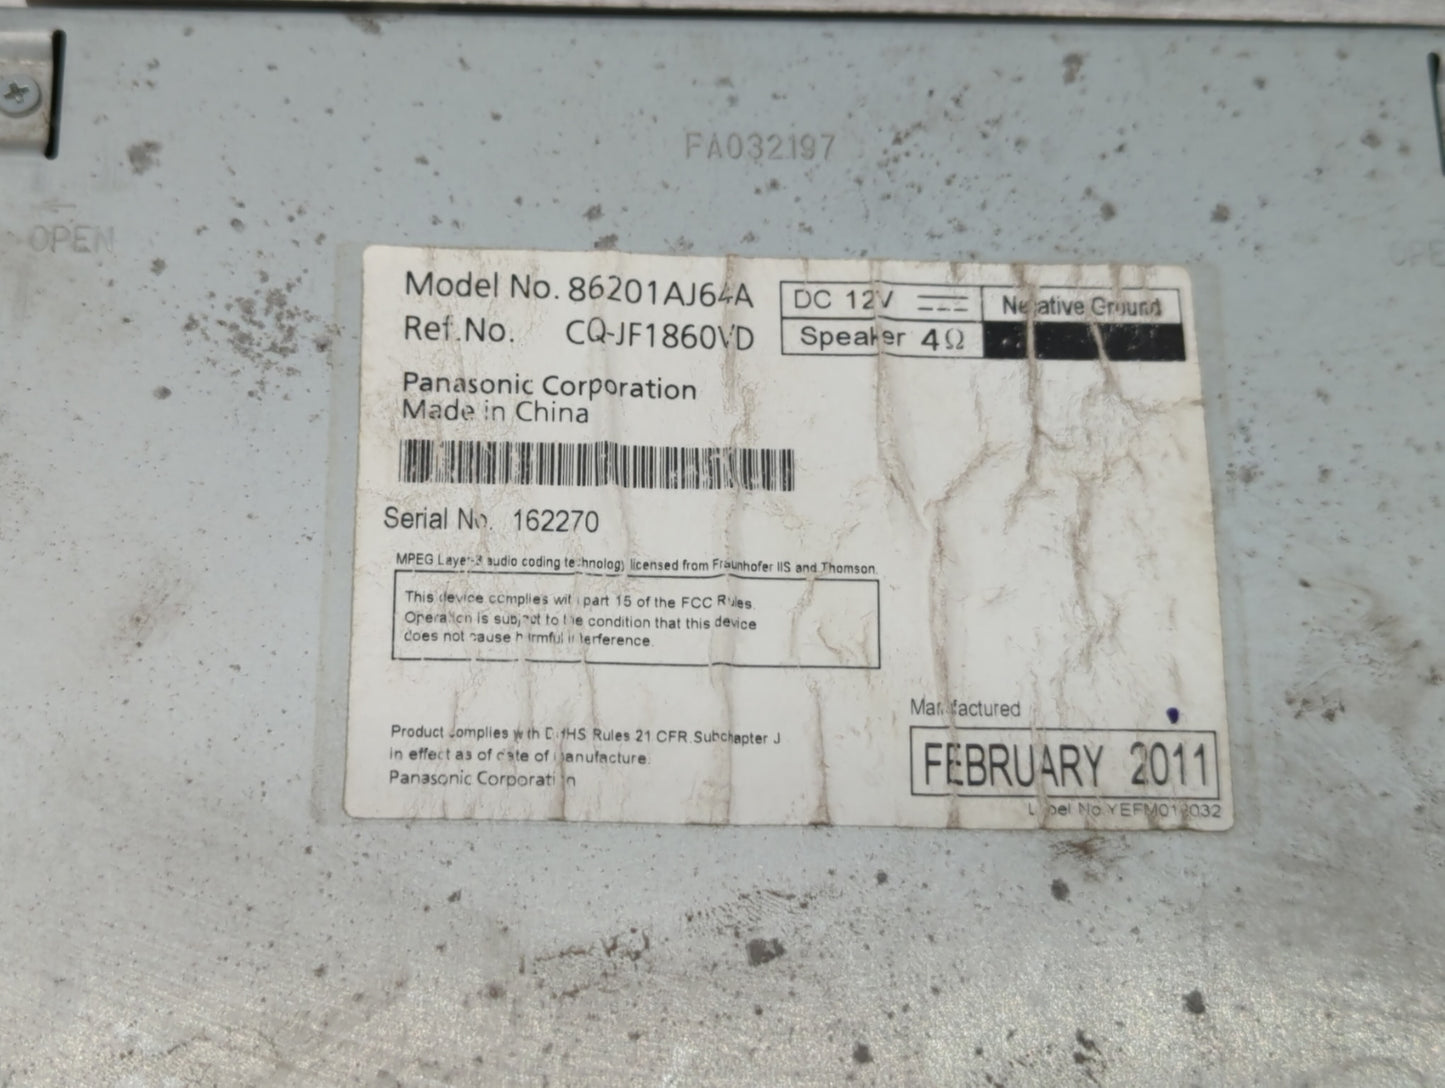 FA032197
OPEN
Model No. 86201AJ64A
Ref.No. CQ-JF1860VD
DC 12V Negative Ground
Speaker 4Ω
Panasonic Corporation
Made in China
Serial No. 162270
MPEG Layer-3 audio coding technology licensed from Fraunhofer IIS and Thomson.
This device complies with part 15 of the FCC Rules.
Operation is subject to the condition that this device
does not cause harmful interference.
Product complies with DHHS Rules 21 CFR.Subchapter J
in effect as of date of manufacture.
Panasonic Corporation
Manufactured
FEBRUARY 2011
Label No.